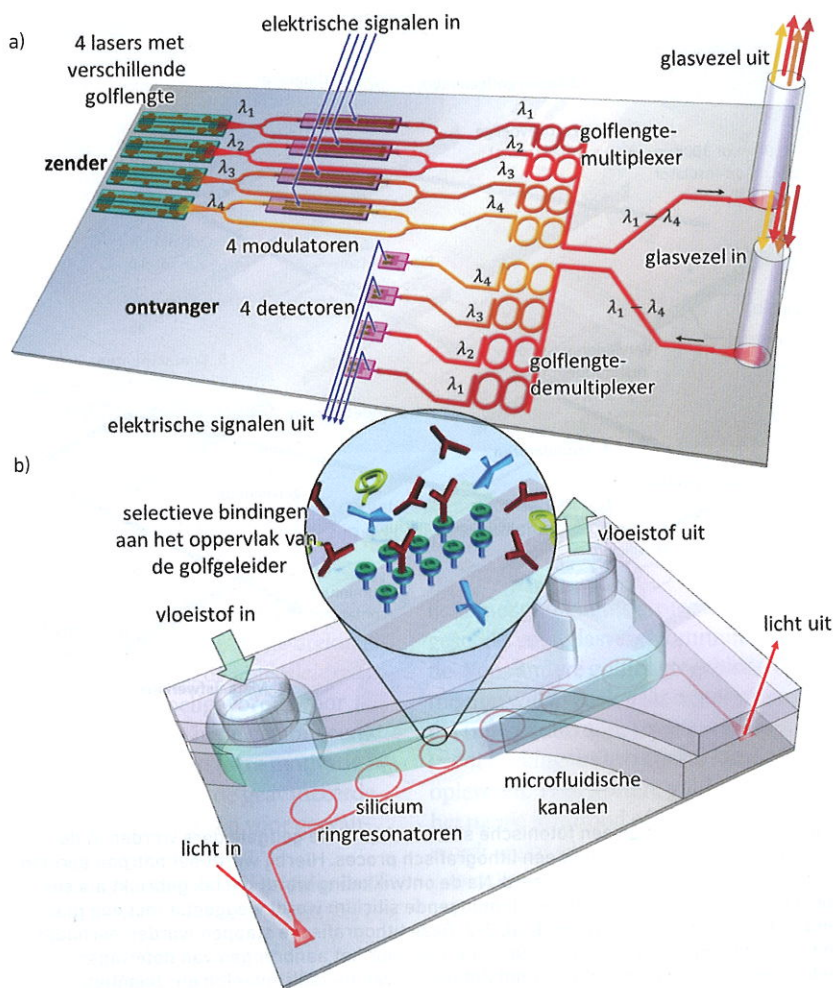 a)
4 lasers met
verschillende
golflengte
elektrische signalen in
glasvezel uit
zender
λ1
λ2
λ3
λ4
λ1
λ2
λ3
λ4
golflengte-
multiplexer
4 modulatoren
λ1 – λ4
glasvezel in
ontvanger
4 detectoren
λ4
λ3
λ2
λ1
λ1 – λ4
golflengte-
demultiplexer
elektrische signalen uit
b)
selectieve bindingen
aan het oppervlak van
de golfgeleider
vloeistof uit
vloeistof in
licht uit
microfluidische
kanalen
silicium
ringresonatoren
licht in